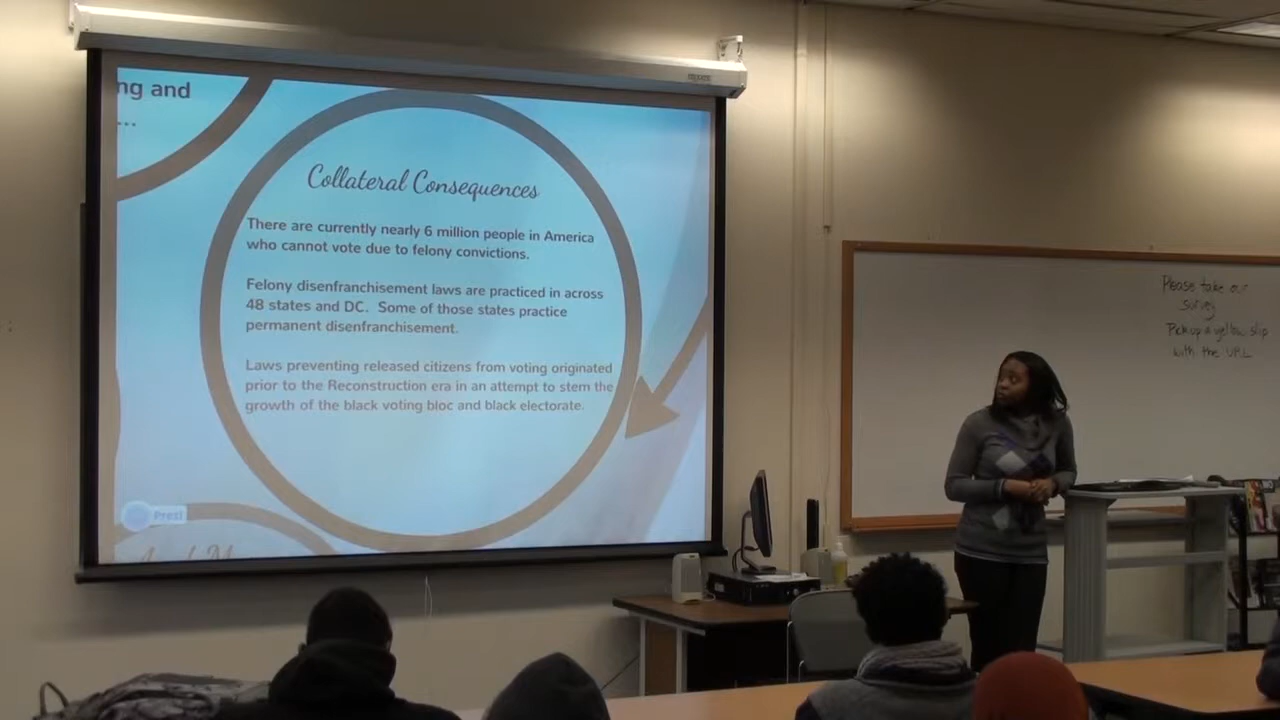 ng and
...
Collateral Consequences
There are currently nearly 6 million people in America
who cannot vote due to felony convictions.
Felony disenfranchisement laws are practiced in across
48 states and DC. Some of those states practice
permanent disenfranchisement.
Laws preventing released citizens from voting originated
prior to the Reconstruction era in an attempt to stem the
growth of the black voting bloc and black electorate.
Prezi
Please take our
survey
Pick up a yellow slip
with the URL